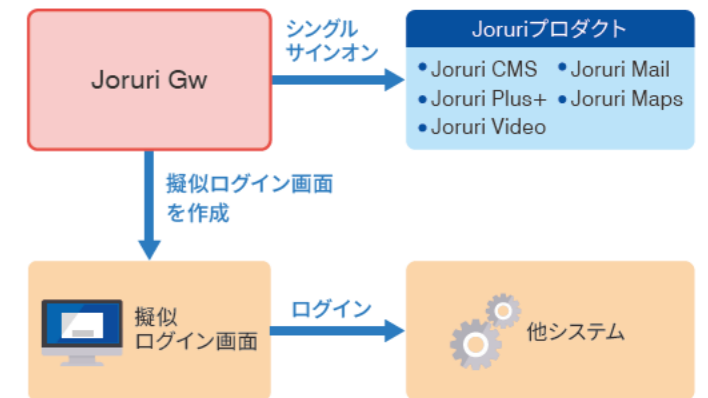 Joruri Gw
シングル
サインオン
Joruriプロダクト
•Joruri CMS •Joruri Mail
•Joruri Plus+ •Joruri Maps
•Joruri Video
擬似ログイン画面
を作成
擬似
ログイン画面
ログイン
他システム